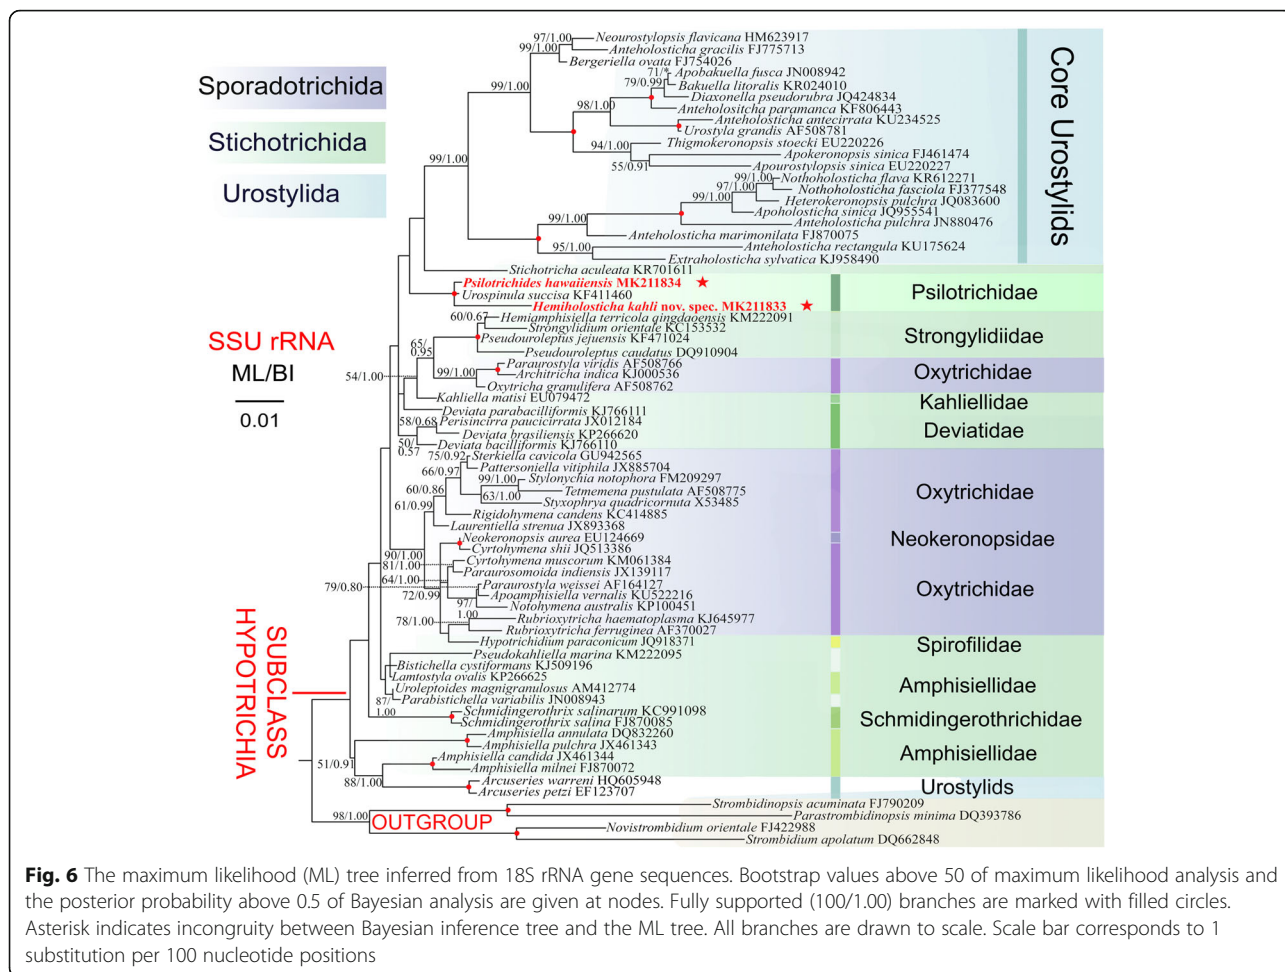 Sporadotrichida
Stichotrichida
Urostylida
SSU rRNA
ML/BI
0.01
SUBCLASS
HYPOTRICHIA
OUTGROUP
97/1.00
99/1.00
99/1.00
71/*
79/0.99
98/1.00
94/1.00
55/0.91
99/1.00
99/1.00
97/1.00
99/1.00
99/1.00
95/1.00
60/0.67
65/
0.95
54/1.00
99/1.00
58/0.68
50/
0.57
75/0.92
66/0.97
99/1.00
60/0.86
63/1.00
61/0.99
90/1.00
81/1.00
64/1.00
79/0.80
72/0.99
97/
1.00
78/1.00
87/
1.00
51/0.91
88/1.00
98/1.00
Neourostylopsis flavicana HM623917
Anteholosticha gracilis FJ775713
Bergeriella ovata FJ754026
Apobakuella fusca JN008942
Bakuella litoralis KR024010
Diaxonella pseudorubra JQ424834
Anteholositcha paramanca KF806443
Anteholosticha antecirrata KU234525
Urostyla grandis AF508781
Thigmokeronopsis stoecki EU220226
Apokeronopsis sinica FJ461474
Apourostylopsis sinica EU220227
Nothoholosticha flava KR612271
Nothoholosticha fasciola FJ377548
Heterokeronopsis pulchra JQ083600
Apoholosticha sinica JQ955541
Anteholosticha pulchra JN880476
Anteholosticha marimonilata FJ870075
Anteholosticha rectangula KU175624
Extraholosticha sylvatica KJ958490
Stichotricha aculeata KR701611
Psilotrichides hawaiiensis MK211834 ★
Urospinula succisa KF411460
Hemiholosticha kahli nov. spec. MK211833 ★
Hemiamphisiella terricola qingdaoensis KM222091
Strongylidium orientale KC153532
Pseudourolepus jejuensis KF471024
Pseudouroleptus caudatus DQ910904
Paraurostyla viridis AF508766
Architricha indica KJ000536
Oxytricha granulifera AF508762
Kahliella matisi EU079472
Deviata parabacilliformis KJ766111
Perisincirra paucicirrata JX012184
Deviata brasiliensis KP266620
Deviata bacilliformis KJ766110
Sterkiella cavicola GU942565
Pattersoniella vitiphila JX885704
Stylonychia notophora FM209297
Tetmemena pustulata AF508775
Styxophrya quadricornuta X53485
Rigidohymena candens KC414885
Laurentiella strenua JX893368
Neokeronopsis aurea EU124669
Cyrtohymena shii JQ513386
Cyrtohymena muscorum KM061384
Paraurosomoida indiensis JX139117
Paraurostyla weissei AF164127
Apoamphisiella vernalis KU522216
Notohymena australis KP100451
Rubrioxytricha haematoplasma KJ645977
Rubrioxytricha ferruginea AF370027
Hypotrichidium paraconicum JQ918371
Pseudokahliella marina KM222095
Bistichella cystiformans KJ509196
Lamtostyla ovalis KP266625
Uroleptoides magnigranulosus AM412774
Parabistichella variabilis JN008943
Schmidingerothrix salinarum KC991098
Schmidingerothrix salina FJ870085
Amphisiella annulata DQ832260
Amphisiella pulchra JX461343
Amphisiella candida JX461344
Amphisiella milnei FJ870072
Arcuseries warreni HQ605948
Arcuseries petzi EF123707
Strombidinopsis acuminata FJ790209
Parastrombidinopsis minima DQ393786
Novistrombidium orientale FJ422988
Strombidium apolatum DQ662848
Core Urostylids
Psilotrichidae
Strongylidiidae
Oxytrichidae
Kahliellidae
Deviatidae
Oxytrichidae
Neokeronopsidae
Oxytrichidae
Spirofilidae
Amphisiellidae
Schmidingerothrichidae
Amphisiellidae
Urostylids
Fig. 6 The maximum likelihood (ML) tree inferred from 18S rRNA gene sequences. Bootstrap values above 50 of maximum likelihood analysis and
the posterior probability above 0.5 of Bayesian analysis are given at nodes. Fully supported (100/1.00) branches are marked with filled circles.
Asterisk indicates incongruity between Bayesian inference tree and the ML tree. All branches are drawn to scale. Scale bar corresponds to 1
substitution per 100 nucleotide positions